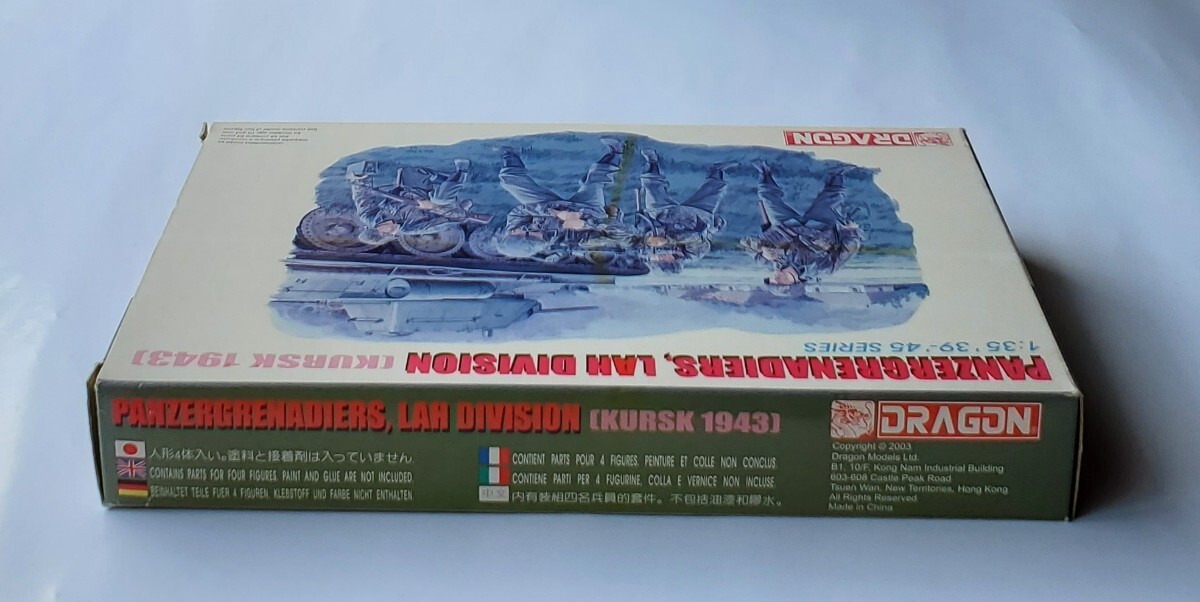 DRAGON
1:35 '39-'45 SERIES
PANZERGRENADIERS, LAH DIVISION (KURSK 1943)
PANZERGRENADIERS, LAH DIVISION (KURSK 1943)
人形4体入い。塗料と接着剤は入っていません
CONTAINS PARTS FOR FOUR FIGURES. PAINT AND GLUE ARE NOT INCLUDED
BEINHALTET TEILE FUER 4 FIGUREN, KLEBSTOFF UND FARBE NICHT ENTHALTEN
CONTIENT PARTS POUR 4 FIGURES, PEINTURE ET COLLE NON CONCLUS.
CONTIENE PARTI PER 4 FUGURINE, COLLA E VERNICE NON INCLUSE.
中文 內有裝組四名兵員的套件。不包括油漆和膠水。
DRAGON
Copyright © 2003
Dragon Models Ltd.
B1, 10/F, Kong Nam Industrial Building
603-608 Castle Peak Road
Tsuen Wan, New Territories, Hong Kong
All Rights Reserved
Made in China